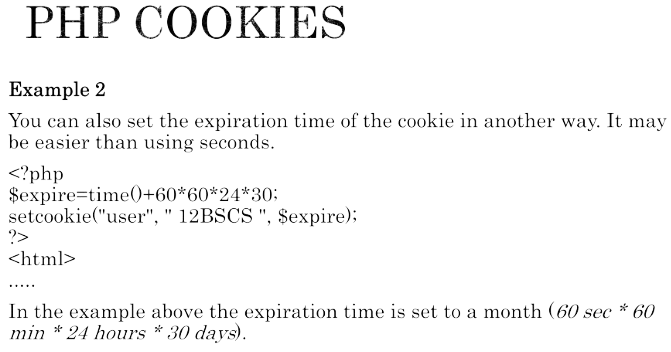 PHP COOKIES
Example 2
You can also set the expiration time of the cookie in another way. It may
be easier than using seconds.
<?php
$expire=time()+60*60*24*30;
setcookie("user", " 12BSCS ", $expire);
?>
<html>
.....
In the example above the expiration time is set to a month (60 sec * 60
min * 24 hours * 30 days).